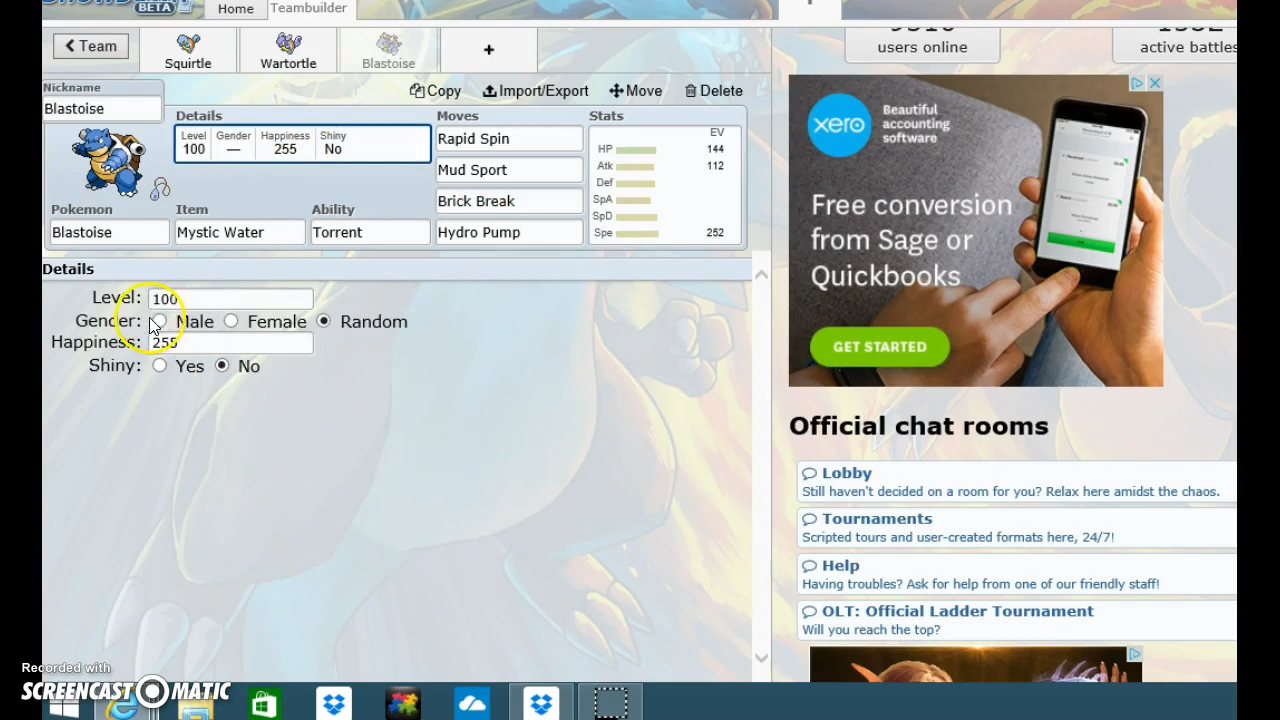 BETA
Home
Teambuilder
Team
Squirtle
Wartortle
Blastoise
+
users online
active battles
Nickname
Blastoise
Copy
Import/Export
Move
Delete
Details
Level
Gender
Happiness
Shiny
100
—
255
No
Moves
Rapid Spin
Mud Sport
Brick Break
Hydro Pump
Stats
EV
HP 144
Atk 112
Def
SpA
SpD
Spe 252
Pokemon
Blastoise
Item
Mystic Water
Ability
Torrent
Details
Level: 100
Gender: Male Female Random
Happiness: 255
Shiny: Yes No
xero
Beautiful
accounting
software
Free conversion
from Sage or
Quickbooks
GET STARTED
Official chat rooms
Lobby
Still haven't decided on a room for you? Relax here amidst the chaos.
Tournaments
Scripted tours and user-created formats here, 24/7!
Help
Having troubles? Ask for help from one of our friendly staff!
OLT: Official Ladder Tournament
Will you reach the top?
Recorded with
SCREENCAST O MATIC